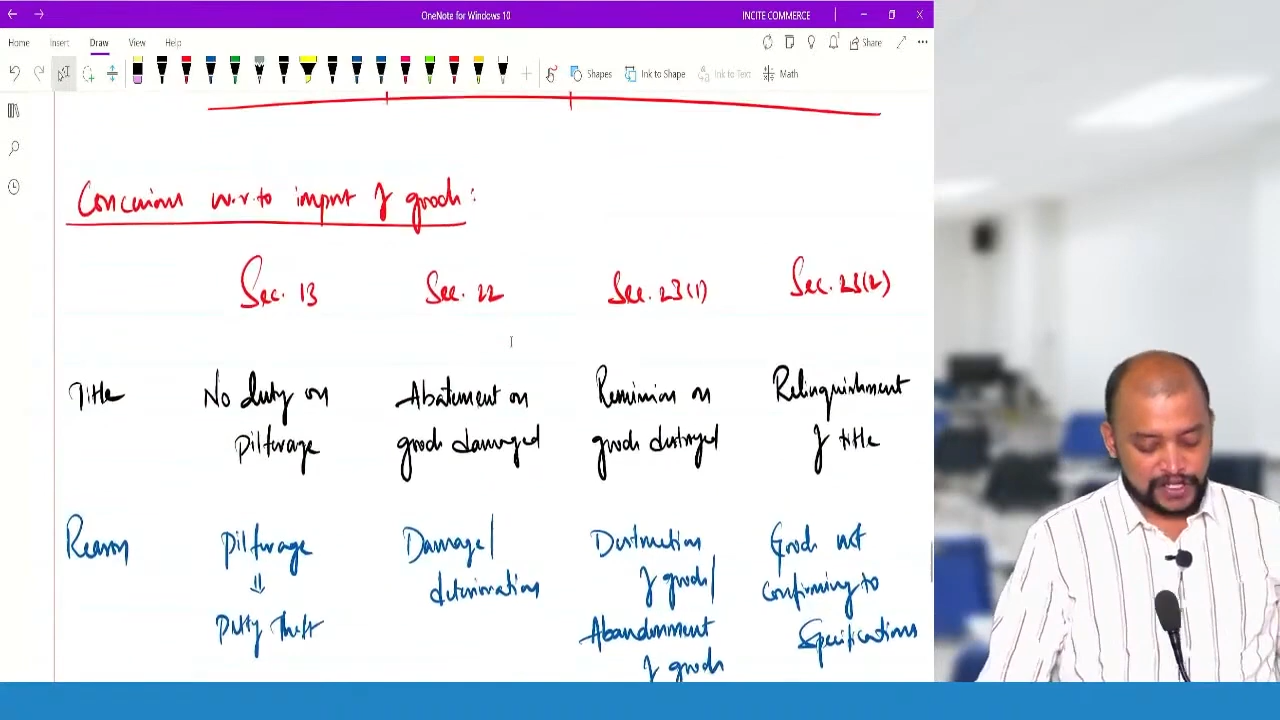 OneNote for Windows 10
INCITE COMMERCE
Home Insert Draw View Help
Share
Shapes Ink to Shape Ink to Text Math
Concessions w.r.to import of goods:
Sec. 13 Sec. 22 Sec. 23(1) Sec. 23(2)
Title No duty on Abatement on Remission on Relinquishment
pilferage goods damaged goods destroyed of title
Reason Pilferage Damage/ Destruction Goods not
deterioration of goods/ confirming to
Petty theft Abandonment Specifications
of goods